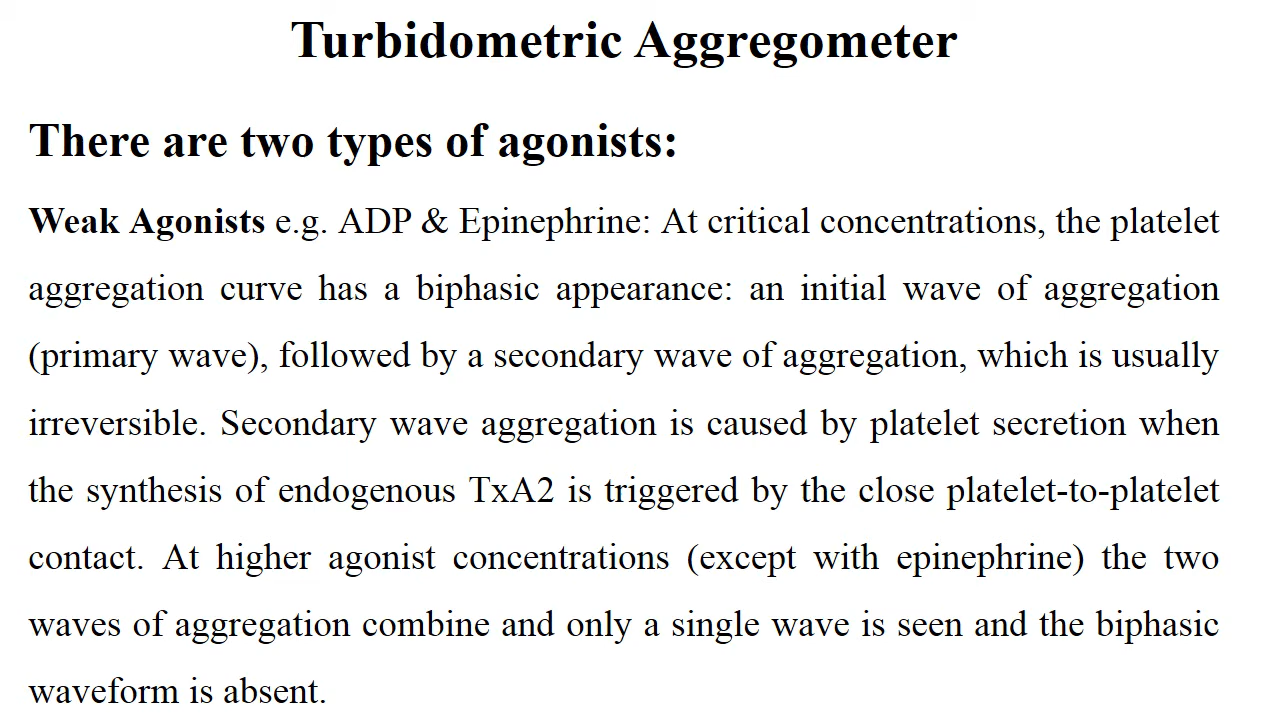 Turbidometric Aggregometer
There are two types of agonists:
Weak Agonists e.g. ADP & Epinephrine: At critical concentrations, the platelet
aggregation curve has a biphasic appearance: an initial wave of aggregation
(primary wave), followed by a secondary wave of aggregation, which is usually
irreversible. Secondary wave aggregation is caused by platelet secretion when
the synthesis of endogenous TxA2 is triggered by the close platelet-to-platelet
contact. At higher agonist concentrations (except with epinephrine) the two
waves of aggregation combine and only a single wave is seen and the biphasic
waveform is absent.